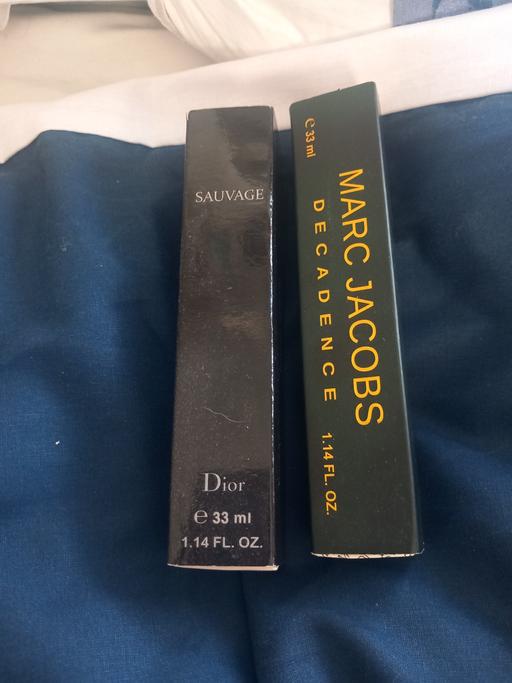 SAUVAGE
Dior
e 33 ml
1.14 FL. OZ.
e 33 ml
MARC JACOBS
DECADENCE
1.14 FL. OZ.